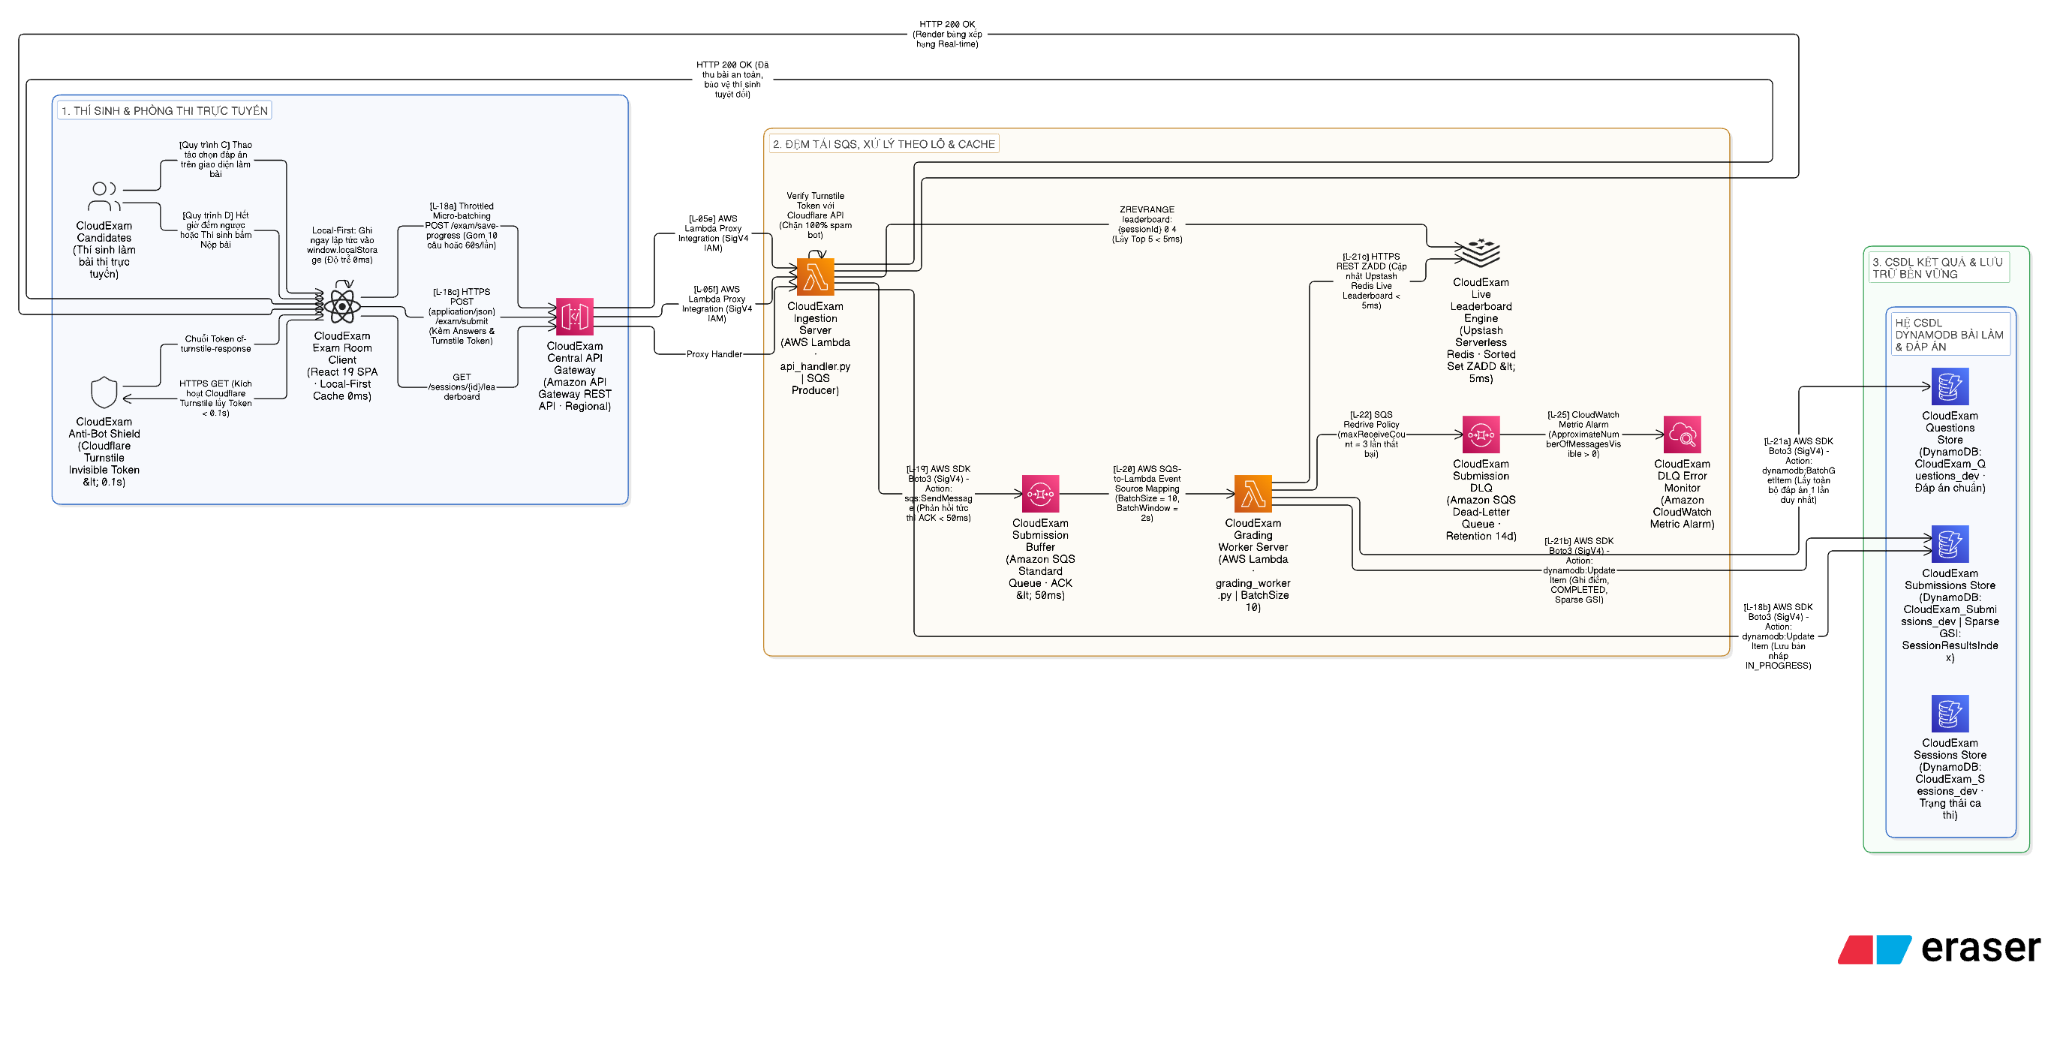 HTTP 200 OK
(Render bảng xếp
hạng Real-time)
HTTP 200 OK (Đã
thu bài an toàn,
bảo vệ thí sinh
tuyệt đối)
1. THÍ SINH & PHÒNG THI TRỰC TUYẾN
[Quy trình C] Thao
tác chọn đáp án
trên giao diện làm
bài
CloudExam
Candidates
(Thí sinh làm
bài thi trực
tuyến)
[Quy trình D] Hết
giờ đếm ngược
hoặc Thí sinh bấm
Nộp bài
Local-First: Ghi
ngay lập tức vào
window.localStora
ge (Độ trễ 0ms)
CloudExam
Exam Room
Client
(React 19 SPA
· Local-First
Cache 0ms)
Chuỗi Token cf-
turnstile-response
HTTPS GET (Kích
hoạt Cloudflare
Turnstile lấy Token
< 0.1s)
CloudExam
Anti-Bot Shield
(Cloudflare
Turnstile
Invisible Token
&lt; 0.1s)
[L-18a] Throttled
Micro-batching
POST /exam/save-
progress (Gom 10
câu hoặc 60s/lần)
[L-18c] HTTPS
POST
(application/json)
/exam/submit
(Kèm Answers &
Turnstile Token)
GET
/sessions/{id}/lea
derboard
CloudExam
Central API
Gateway
(Amazon API
Gateway REST
API · Regional)
[L-05e] AWS
Lambda Proxy
Integration (SigV4
IAM)
[L-05f] AWS
Lambda Proxy
Integration (SigV4
IAM)
Proxy Handler
2. ĐỆM TẢI SQS, XỬ LÝ THEO LÔ & CACHE
Verify Turnstile
Token với
Cloudflare API
(Chặn 100% spam
bot)
CloudExam
Ingestion
Server
(AWS Lambda
·
api_handler.py
| SQS
Producer)
ZREVRANGE
leaderboard:
{sessionId} 0 4
(Lấy Top 5 < 5ms)
[L-21c] HTTPS
REST ZADD (Cập
nhật Upstash
Redis Live
Leaderboard <
5ms)
CloudExam
Live
Leaderboard
Engine
(Upstash
Serverless
Redis · Sorted
Set ZADD &lt;
5ms)
[L-19] AWS SDK
Boto3 (SigV4) -
Action:
sqs:SendMessag
e (Phản hồi tức
thì ACK < 50ms)
CloudExam
Submission
Buffer
(Amazon SQS
Standard
Queue · ACK
&lt; 50ms)
[L-20] AWS SQS-
to-Lambda Event
Source Mapping
(BatchSize = 10,
BatchWindow =
2s)
CloudExam
Grading
Worker Server
(AWS Lambda
·
grading_worker
.py | BatchSize
10)
[L-22] SQS
Redrive Policy
(maxReceiveCou
nt = 3 lần thất
bại)
CloudExam
Submission
DLQ
(Amazon SQS
Dead-Letter
Queue ·
Retention 14d)
[L-25] CloudWatch
Metric Alarm
(ApproximateNum
berOfMessagesVis
ible > 0)
CloudExam
DLQ Error
Monitor
(Amazon
CloudWatch
Metric Alarm)
[L-21b] AWS SDK
Boto3 (SigV4) -
Action:
dynamodb:Update
Item (Ghi điểm,
COMPLETED,
Sparse GSI)
[L-21a] AWS SDK
Boto3 (SigV4) -
Action:
dynamodb:BatchG
etItem (Lấy toàn
bộ đáp án 1 lần
duy nhất)
[L-18b] AWS SDK
Boto3 (SigV4) -
Action:
dynamodb:Update
Item (Lưu bản
nháp
IN_PROGRESS)
3. CSDL KẾT QUẢ & LƯU
TRỮ BỀN VỮNG
HỆ CSDL
DYNAMODB BÀI LÀM
& ĐÁP ÁN
CloudExam
Questions
Store
(DynamoDB:
CloudExam_Q
uestions_dev ·
Đáp án chuẩn)
CloudExam
Submissions Store
(DynamoDB:
CloudExam_Submi
ssions_dev | Sparse
GSI:
SessionResultsInde
x)
CloudExam
Sessions Store
(DynamoDB:
CloudExam_S
essions_dev ·
Trạng thái ca
thi)
eraser